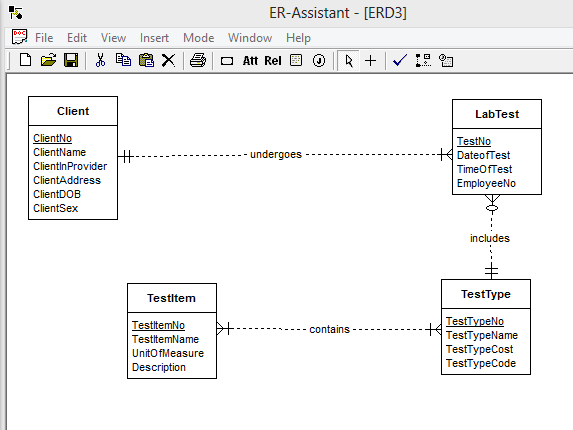 ER-Assistant - [ERD3]
DOC File Edit View Insert Mode Window Help
Att Rel J
Client
ClientNo
ClientName
ClientInProvider
ClientAddress
ClientDOB
ClientSex
undergoes
LabTest
TestNo
DateofTest
TimeOfTest
EmployeeNo
includes
TestItem
TestItemNo
TestItemName
UnitOfMeasure
Description
contains
TestType
TestTypeNo
TestTypeName
TestTypeCost
TestTypeCode